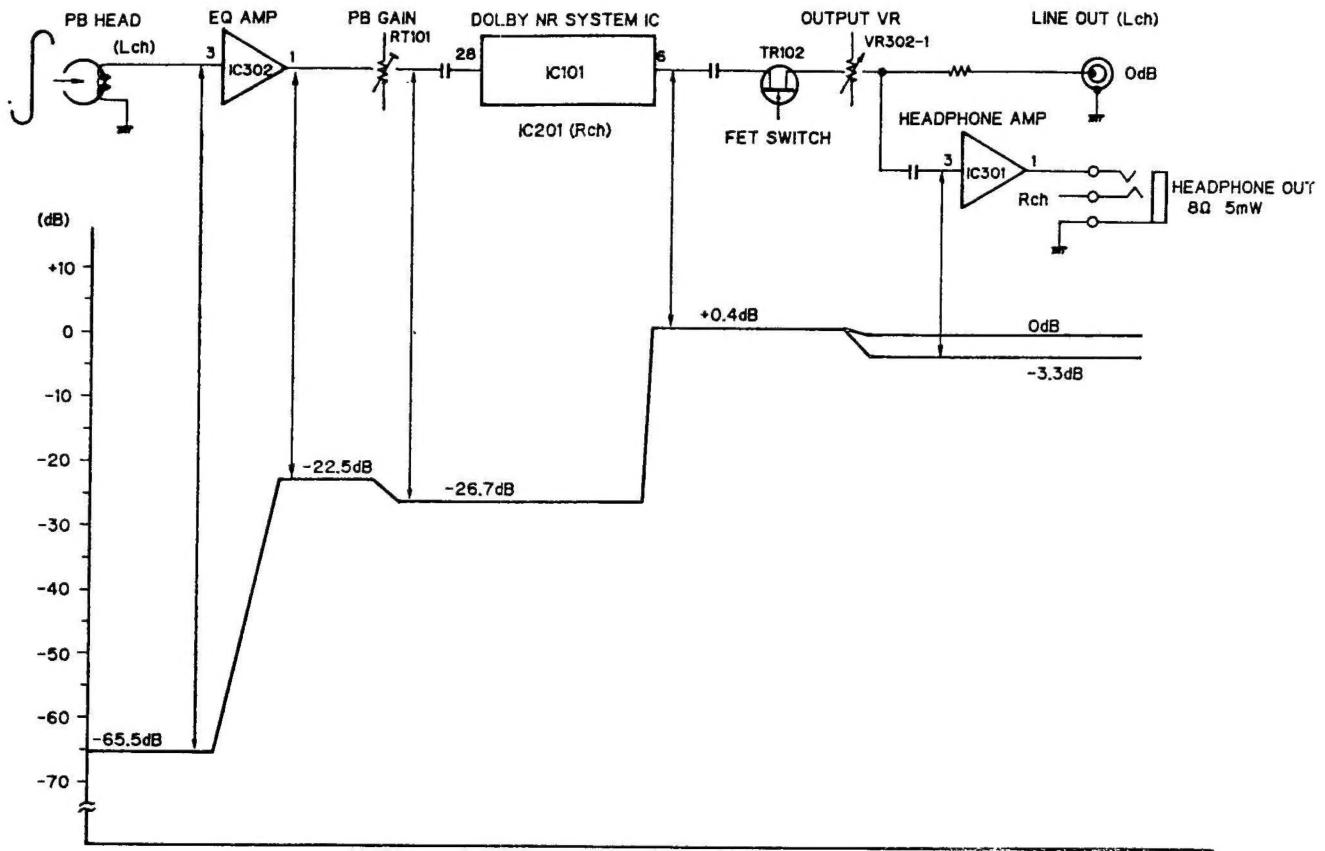 PB HEAD
EQ AMP
PB GAIN
DOLBY NR SYSTEM IC
OUTPUT VR
LINE OUT (Lch)
(Lch)
3
IC302
1
RT101
28
IC101
6
TR102
VR302-1
0dB
IC201 (Rch)
FET SWITCH
HEADPHONE AMP
3
IC301
1
Rch
HEADPHONE OUT
8Ω 5mW
(dB)
+10
0
-10
-20
-30
-40
-50
-60
-70
+0.4dB
0dB
-3.3dB
-22.5dB
-26.7dB
-65.5dB